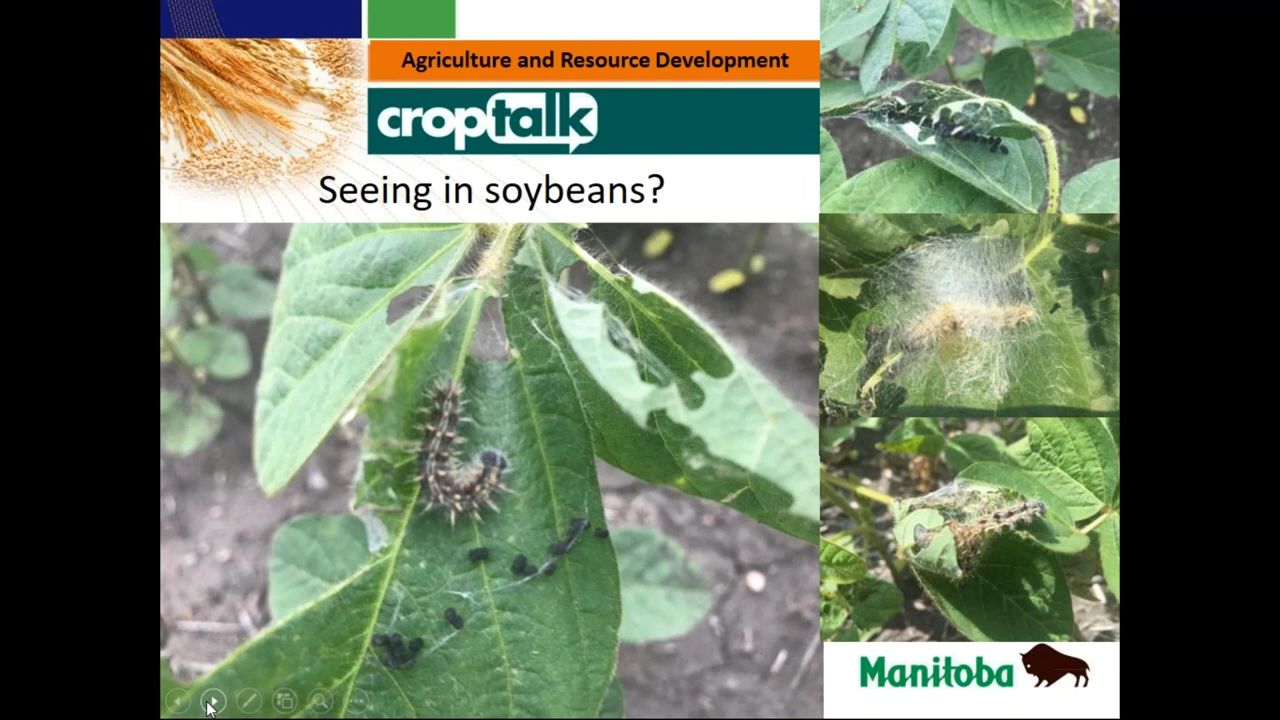 Agriculture and Resource Development
croptalk
Seeing in soybeans?
Manitoba